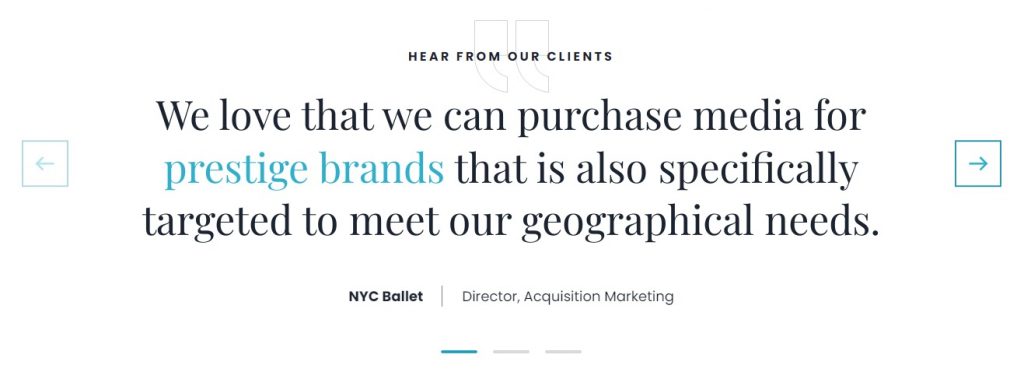 HEAR FROM OUR CLIENTS
We love that we can purchase media for
prestige brands that is also specifically
targeted to meet our geographical needs.
NYC Ballet | Director, Acquisition Marketing